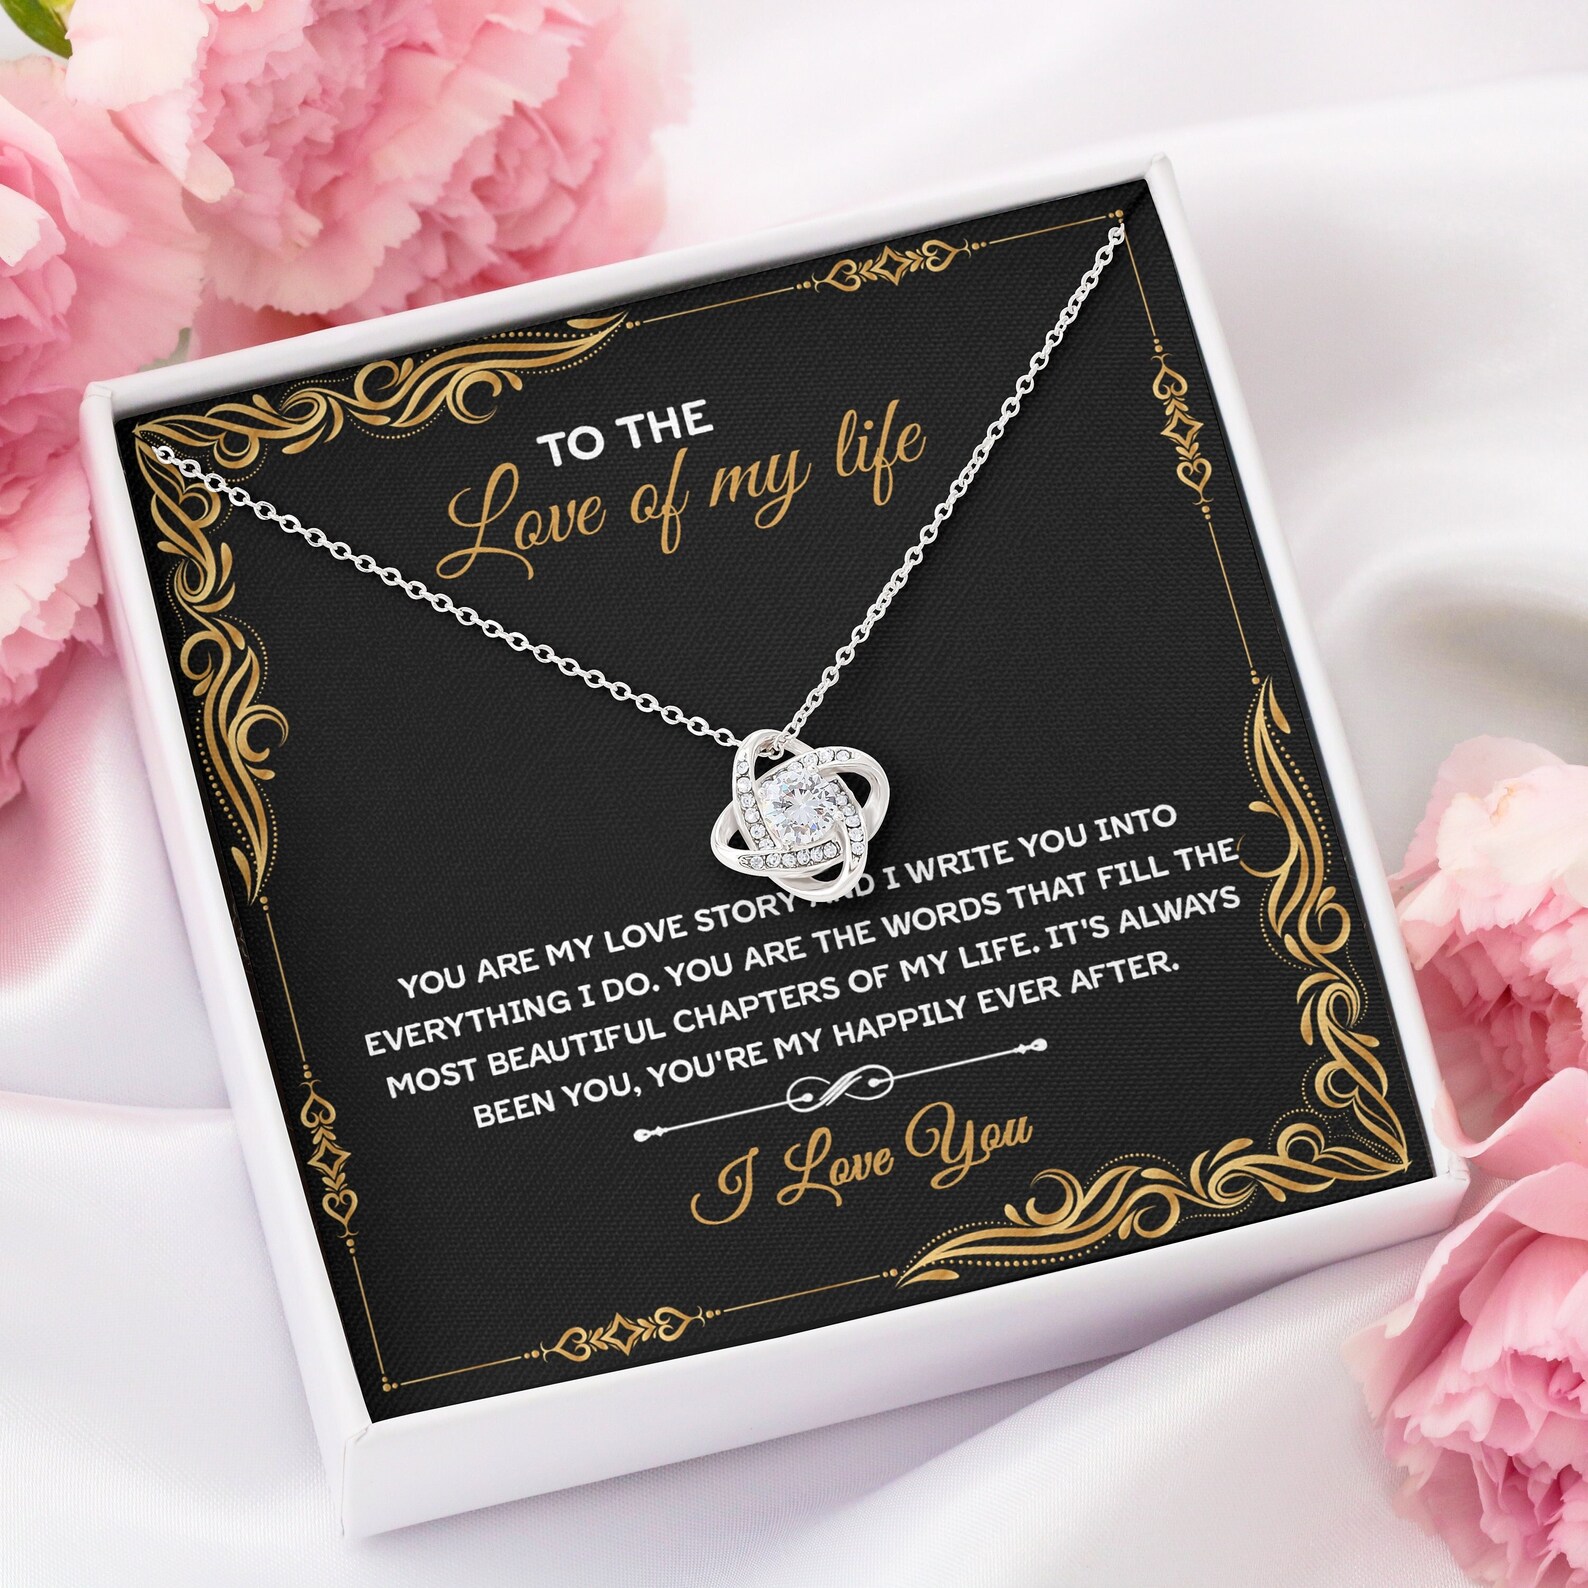 TO THE
Love of my life
YOU ARE MY LOVE STORY AND I WRITE YOU INTO
EVERYTHING I DO. YOU ARE THE WORDS THAT FILL THE
MOST BEAUTIFUL CHAPTERS OF MY LIFE. IT'S ALWAYS
BEEN YOU, YOU'RE MY HAPPILY EVER AFTER.
I Love You